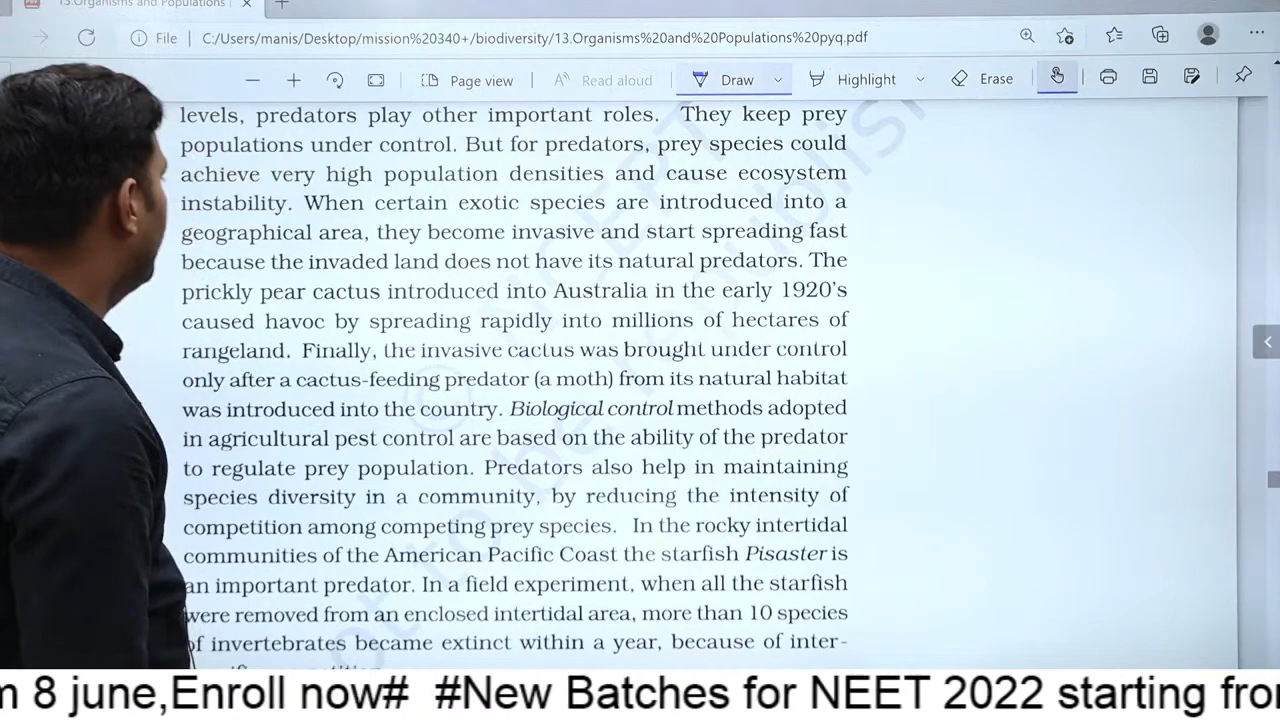 13.Organisms and Populations
File C:/Users/manis/Desktop/mission%20340+/biodiversity/13.Organisms%20and%20Populations%20pyq.pdf
Page view Read aloud Draw Highlight Erase
levels, predators play other important roles. They keep prey
populations under control. But for predators, prey species could
achieve very high population densities and cause ecosystem
instability. When certain exotic species are introduced into a
geographical area, they become invasive and start spreading fast
because the invaded land does not have its natural predators. The
prickly pear cactus introduced into Australia in the early 1920's
caused havoc by spreading rapidly into millions of hectares of
rangeland. Finally, the invasive cactus was brought under control
only after a cactus-feeding predator (a moth) from its natural habitat
was introduced into the country. Biological control methods adopted
in agricultural pest control are based on the ability of the predator
to regulate prey population. Predators also help in maintaining
species diversity in a community, by reducing the intensity of
competition among competing prey species. In the rocky intertidal
communities of the American Pacific Coast the starfish Pisaster is
an important predator. In a field experiment, when all the starfish
were removed from an enclosed intertidal area, more than 10 species
of invertebrates became extinct within a year, because of inter-
m 8 june,Enroll now# #New Batches for NEET 2022 starting fro